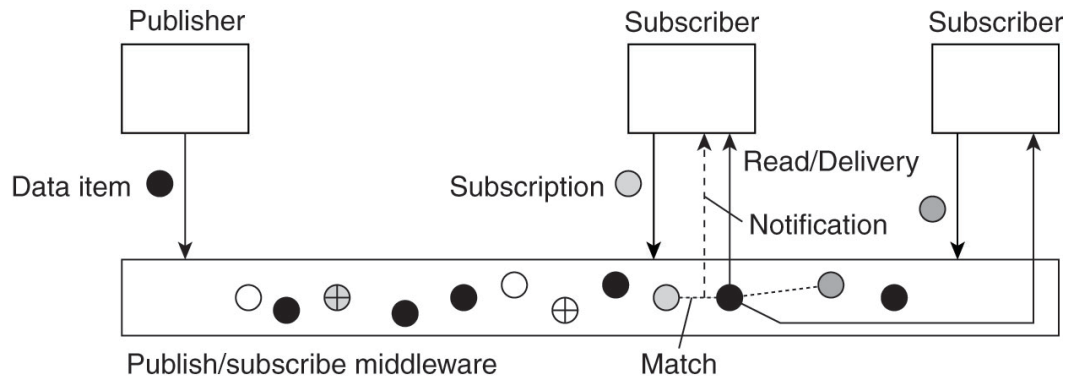 Publisher
Subscriber
Subscriber
Data item
Subscription
Read/Delivery
Notification
Publish/subscribe middleware
Match